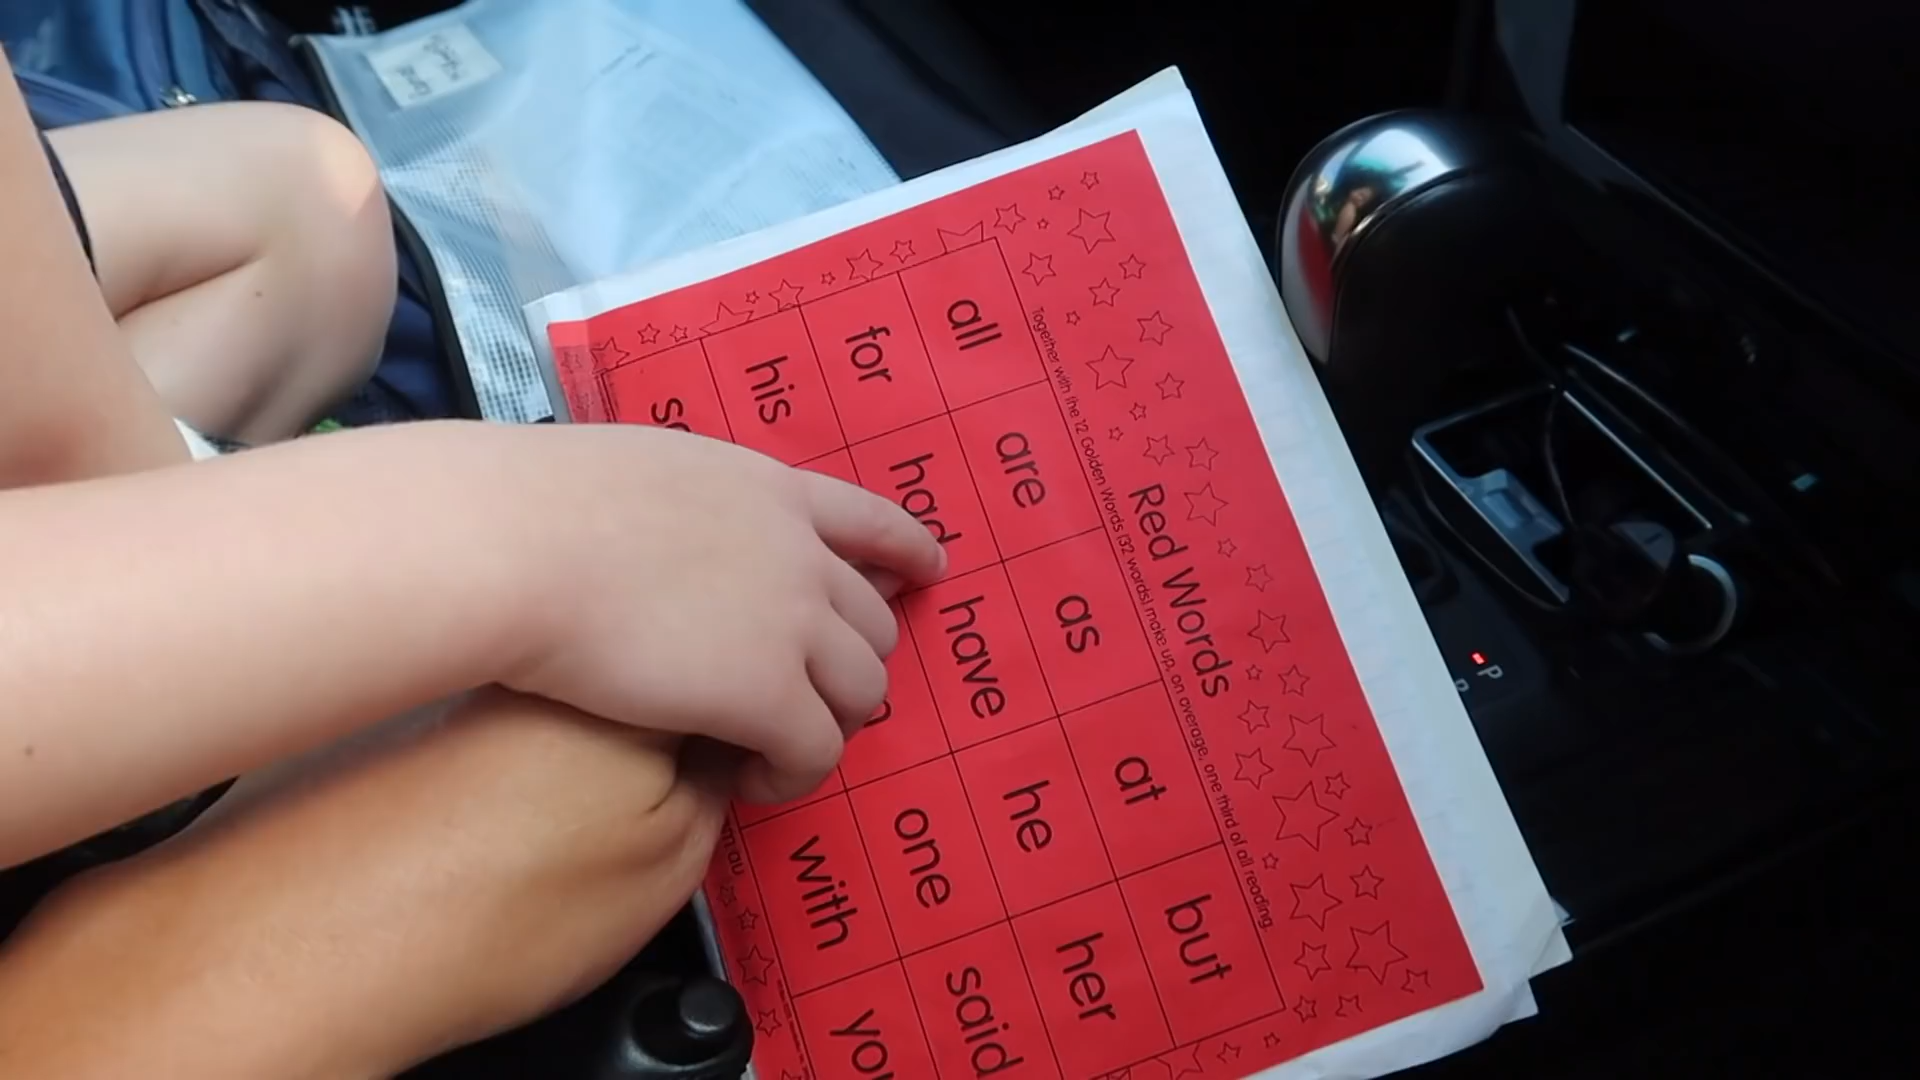 Red Words
Together with the 12 Golden Words (32 words) make up, on average, one third of all reading.
all are as at but
for had have he her
his one said
with you
P